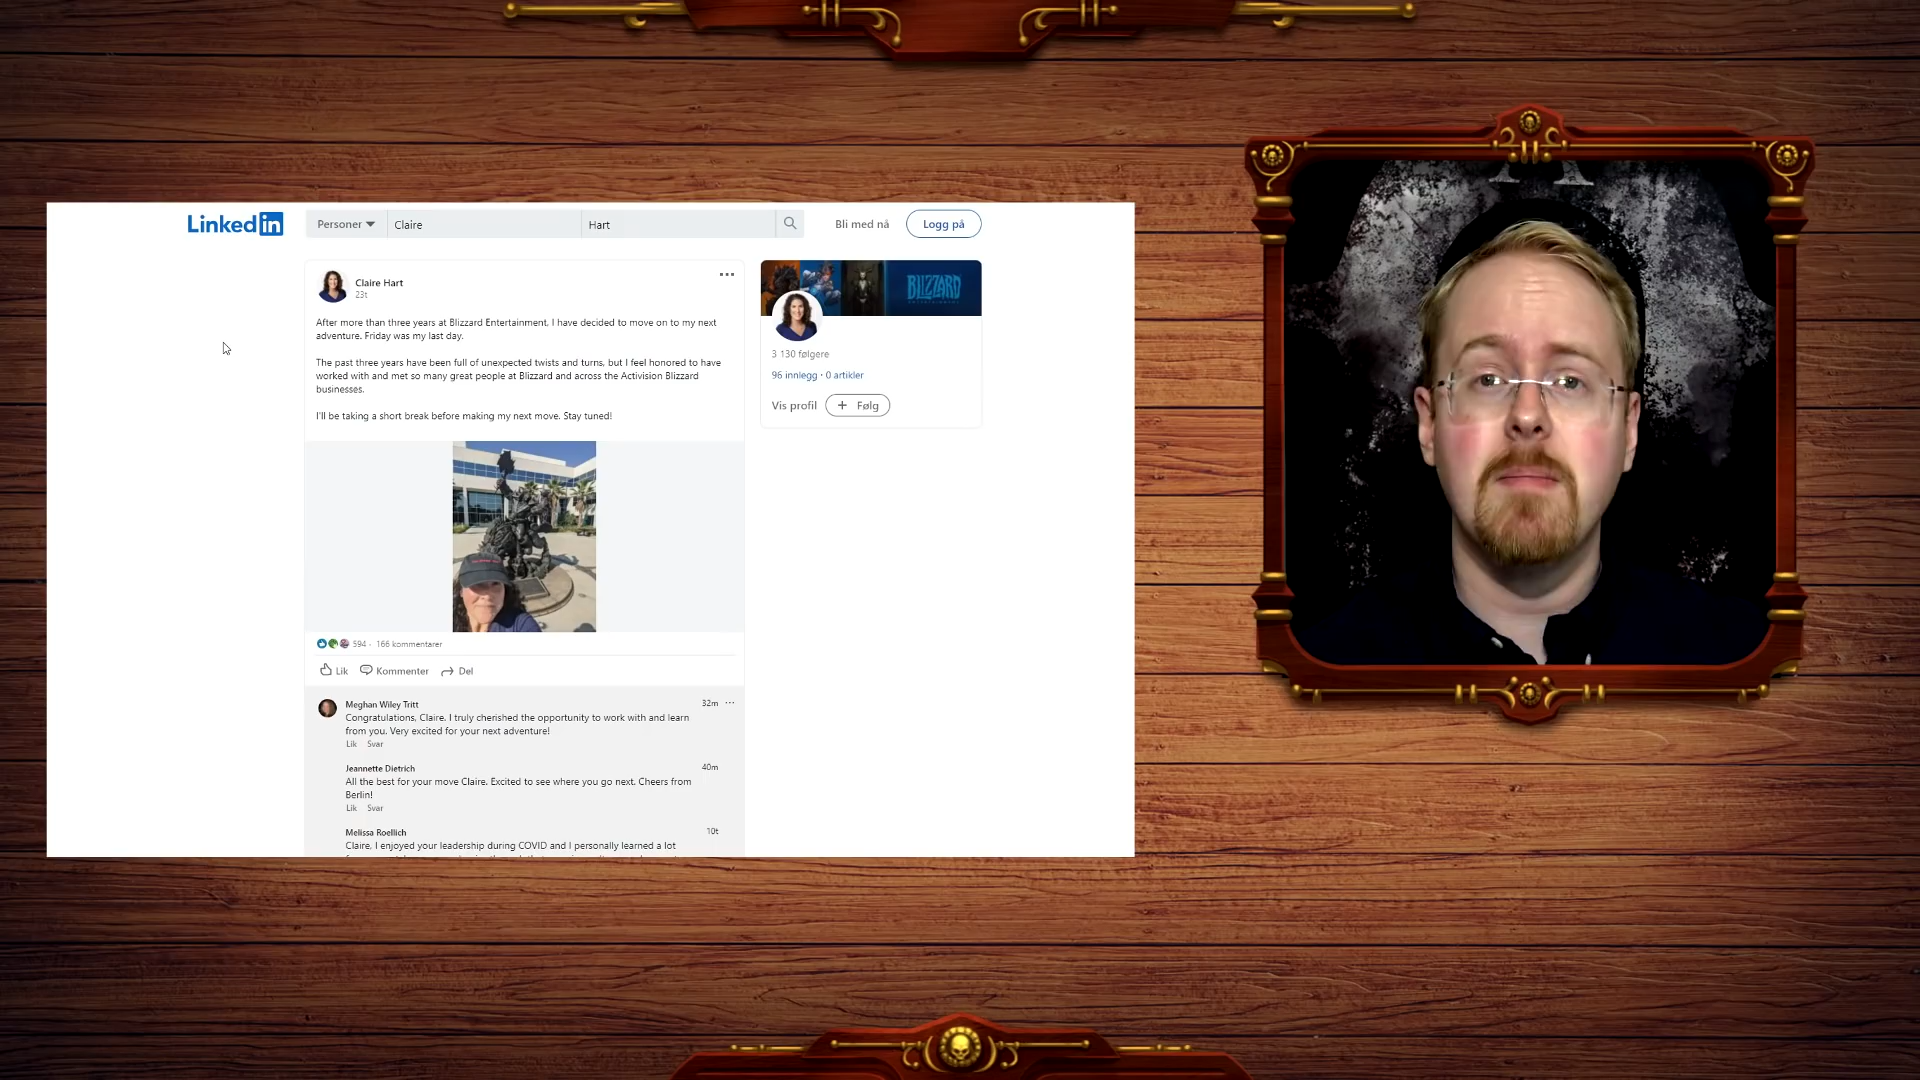 Linkedin
Personer
Claire
Hart
Bli med nå
Logg på
Claire Hart
23t
After more than three years at Blizzard Entertainment, I have decided to move on to my next
adventure. Friday was my last day.
The past three years have been full of unexpected twists and turns, but I feel honored to have
worked with and met so many great people at Blizzard and across the Activision Blizzard
businesses.
I'll be taking a short break before making my next move. Stay tuned!
594 · 166 kommentarer
Lik Kommenter Del
Meghan Wiley Tritt
32m
Congratulations, Claire. I truly cherished the opportunity to work with and learn
from you. Very excited for your next adventure!
Lik Svar
Jeannette Dietrich
40m
All the best for your move Claire. Excited to see where you go next. Cheers from
Berlin!
Lik Svar
Melissa Roellich
10t
Claire, I enjoyed your leadership during COVID and I personally learned a lot
BLIZZARD
3 130 følgere
96 innlegg · 0 artikler
Vis profil
+ Følg